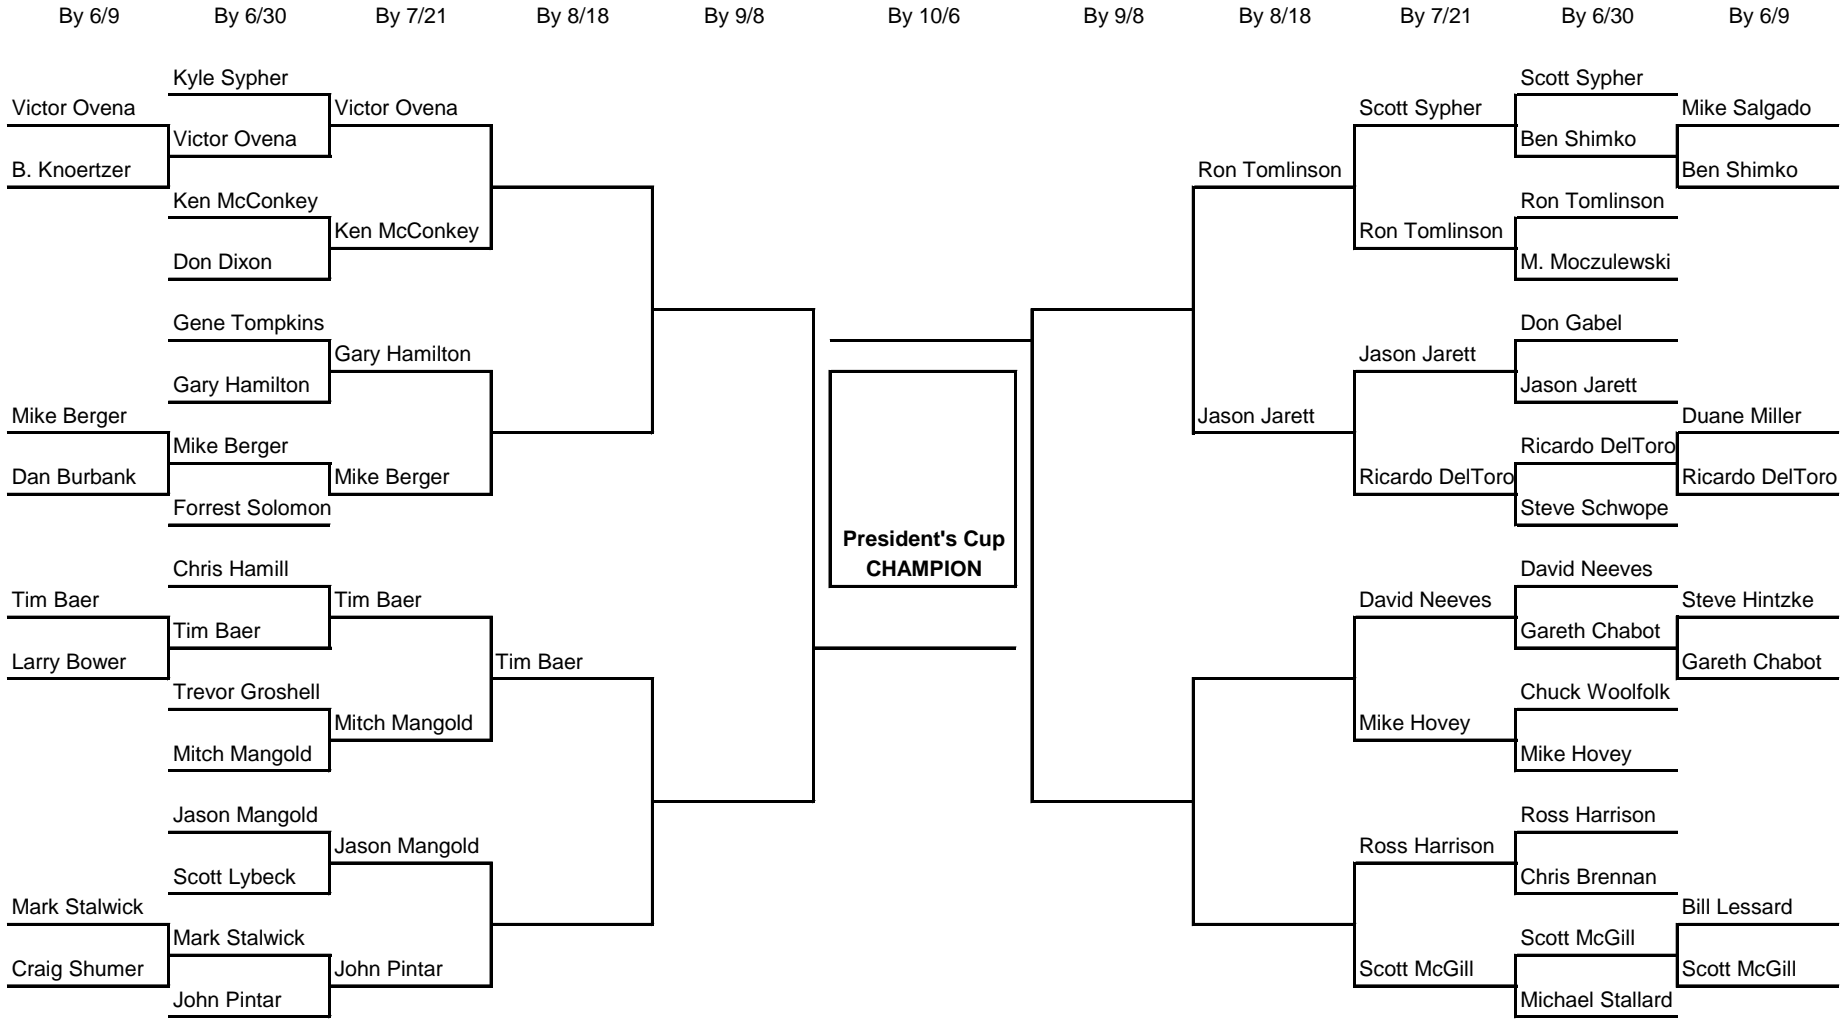 By 6/9 By 6/30 By 7/21 By 8/18 By 9/8 By 10/6 By 9/8 By 8/18 By 7/21 By 6/30 By 6/9
Kyle Sypher Scott Sypher
Victor Ovena Victor Ovena Scott Sypher Mike Salgado
Victor Ovena Ben Shimko
B. Knoertzer Ron Tomlinson Ben Shimko
Ken McConkey Ron Tomlinson
Ken McConkey Ron Tomlinson
Don Dixon M. Moczulewski
Gene Tompkins Don Gabel
Gary Hamilton Jason Jarett
Gary Hamilton Jason Jarett
Mike Berger Jason Jarett Duane Miller
Mike Berger Ricardo DelToro
Dan Burbank Mike Berger Ricardo DelToro Ricardo DelToro
Forrest Solomon Steve Schwope
President's Cup
CHAMPION
Chris Hamill David Neeves
Tim Baer Tim Baer David Neeves Steve Hintzke
Tim Baer Gareth Chabot
Larry Bower Tim Baer Gareth Chabot
Trevor Groshell Chuck Woolfolk
Mitch Mangold Mike Hovey
Mitch Mangold Mike Hovey
Jason Mangold Ross Harrison
Jason Mangold Ross Harrison
Scott Lybeck Chris Brennan
Mark Stalwick Bill Lessard
Mark Stalwick Scott McGill
Craig Shumer John Pintar Scott McGill Scott McGill
John Pintar Michael Stallard